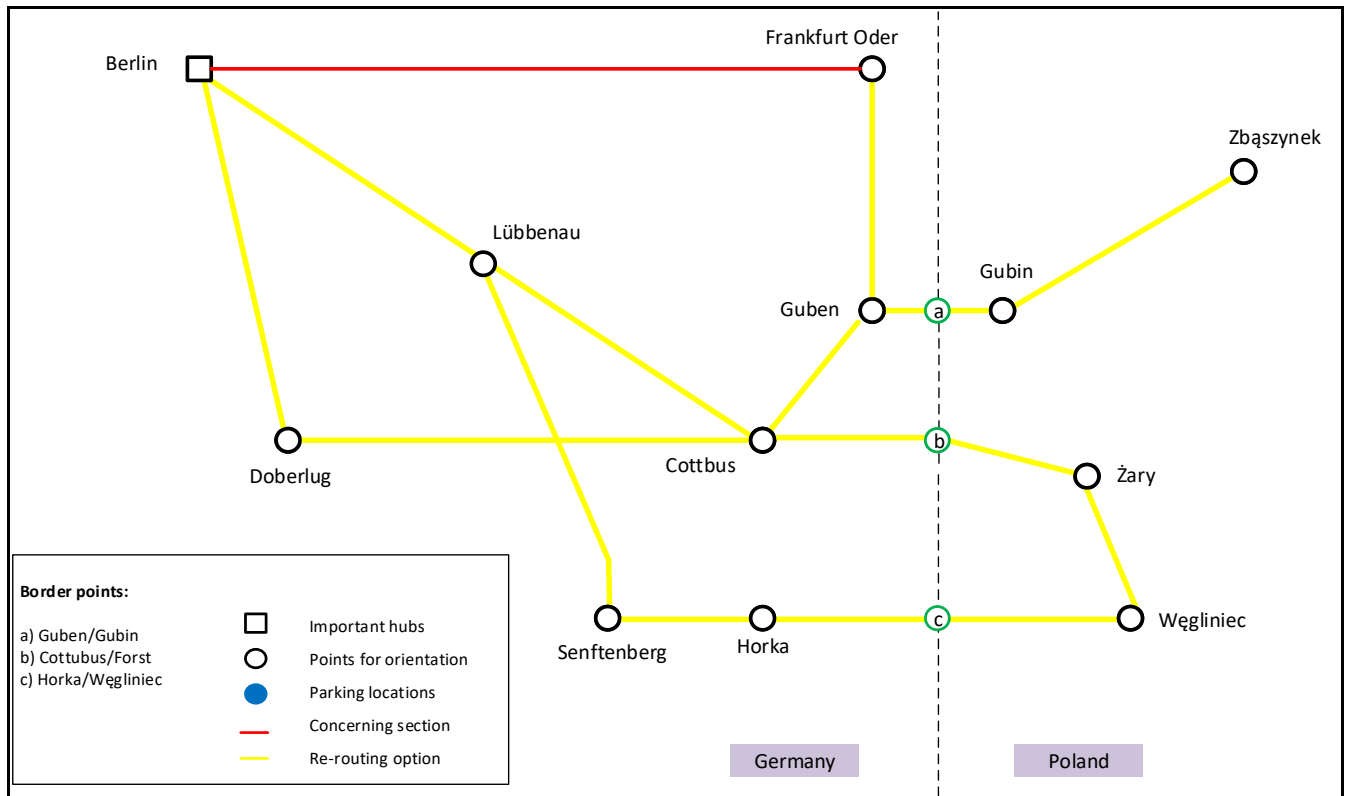 Frankfurt Oder
Berlin
Zbąszynek
Lübbenau
Gubin
Guben
a
b
Cottbus
Doberlug
Żary
c
Węgliniec
Senftenberg
Horka
Border points:
a) Guben/Gubin
b) Cottubus/Forst
c) Horka/Węgliniec
Important hubs
Points for orientation
Parking locations
Concerning section
Re-routing option
Germany
Poland